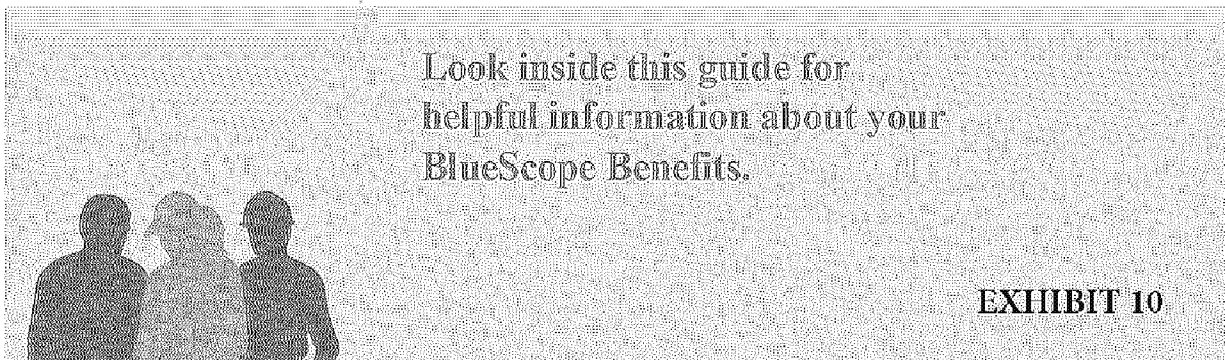 Look inside this guide for
helpful information about your
BlueScope Benefits.
EXHIBIT 10